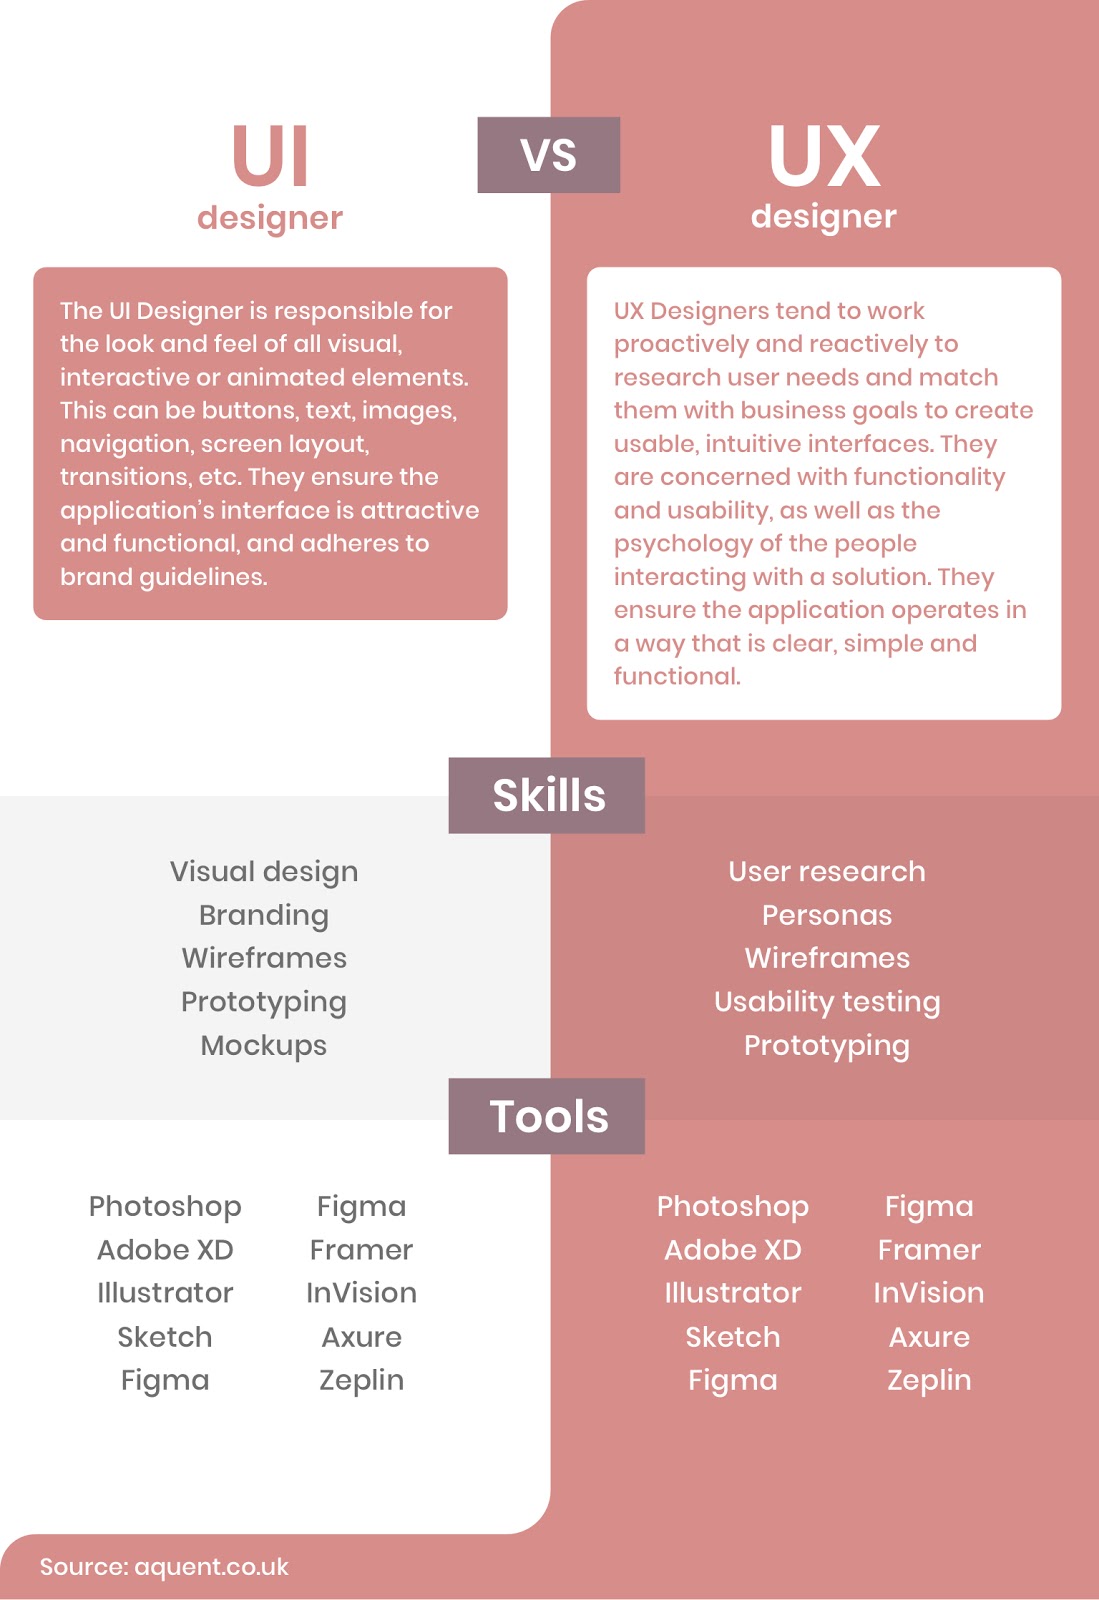 UI
designer
VS
UX
designer
The UI Designer is responsible for
the look and feel of all visual,
interactive or animated elements.
This can be buttons, text, images,
navigation, screen layout,
transitions, etc. They ensure the
application’s interface is attractive
and functional, and adheres to
brand guidelines.
UX Designers tend to work
proactively and reactively to
research user needs and match
them with business goals to create
usable, intuitive interfaces. They
are concerned with functionality
and usability, as well as the
psychology of the people
interacting with a solution. They
ensure the application operates in
a way that is clear, simple and
functional.
Skills
Visual design
Branding
Wireframes
Prototyping
Mockups
User research
Personas
Wireframes
Usability testing
Prototyping
Tools
Photoshop
Adobe XD
Illustrator
Sketch
Figma
Figma
Framer
InVision
Axure
Zeplin
Photoshop
Adobe XD
Illustrator
Sketch
Figma
Figma
Framer
InVision
Axure
Zeplin
Source: aquent.co.uk